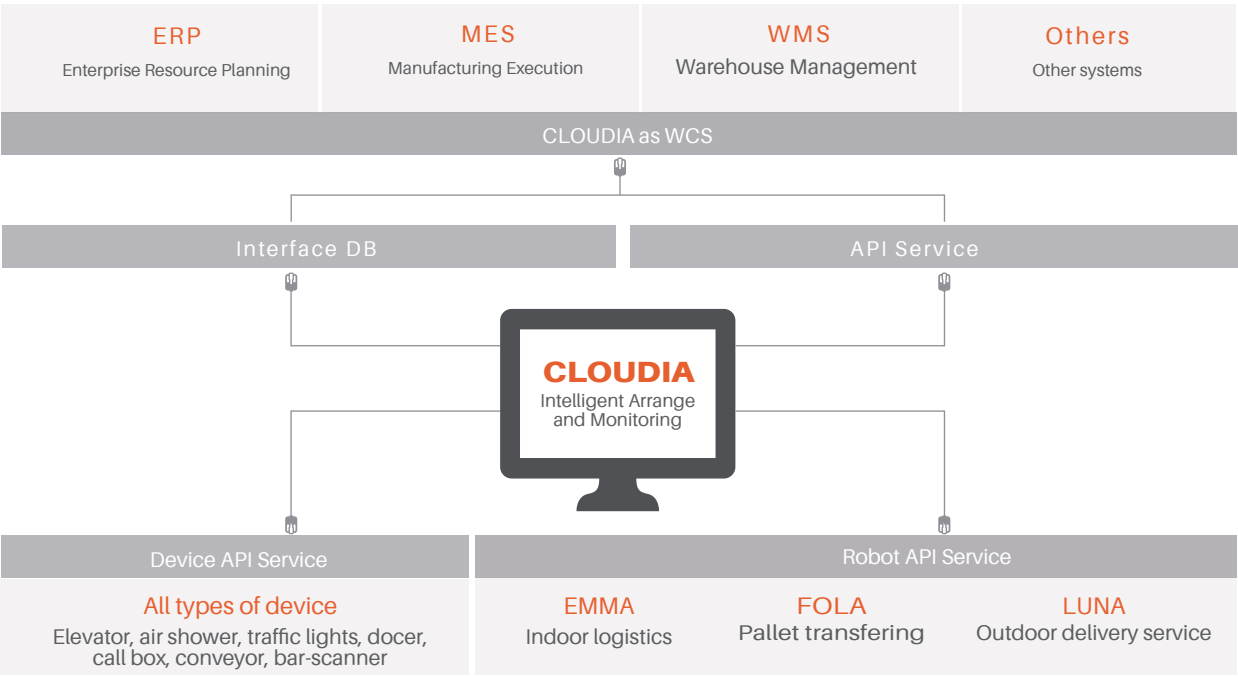 ERP
Enterprise Resource Planning
MES
Manufacturing Execution
WMS
Warehouse Management
Others
Other systems
CLOUDIA as WCS
Interface DB
API Service
CLOUDIA
Intelligent Arrange
and Monitoring
Device API Service
Robot API Service
All types of device
Elevator, air shower, traffic lights, docer,
call box, conveyor, bar-scanner
EMMA
Indoor logistics
FOLA
Pallet transfering
LUNA
Outdoor delivery service